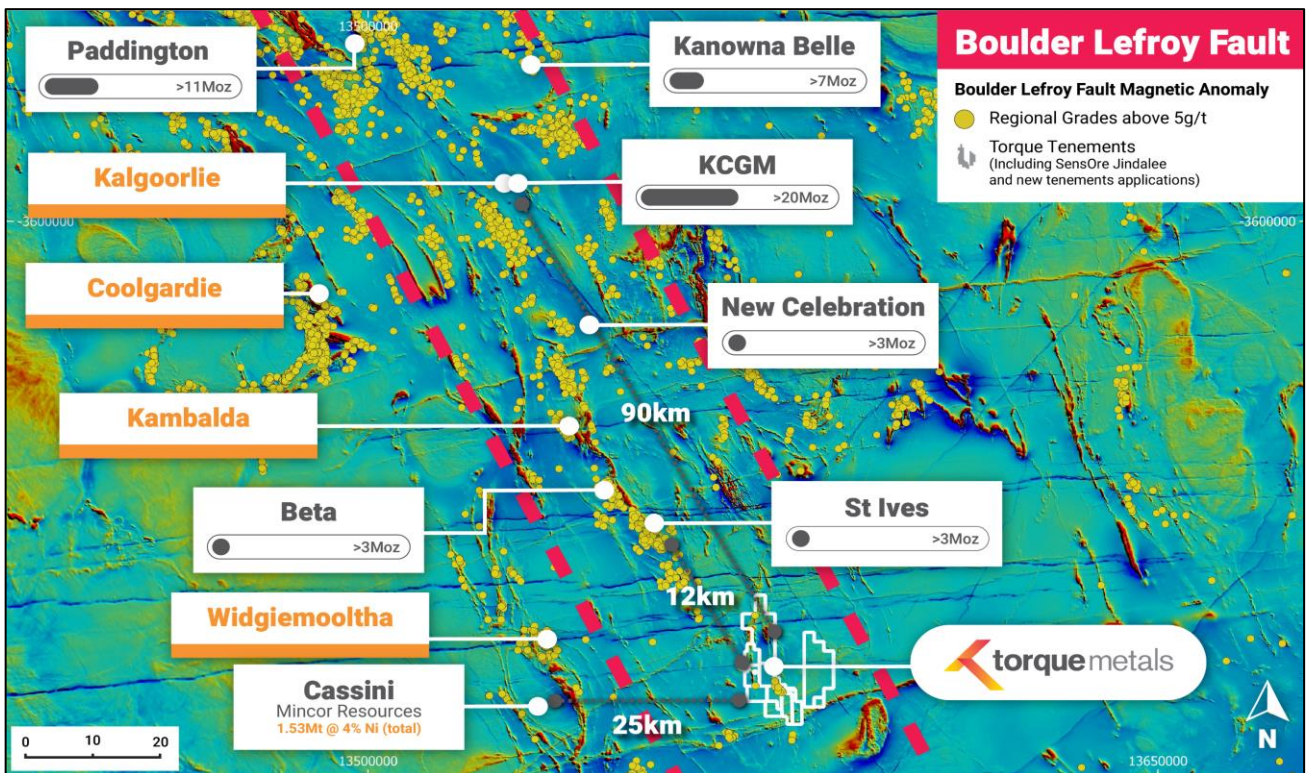 13500000
Paddington
>11Moz
Kanowna Belle
>7Moz
Boulder Lefroy Fault
Boulder Lefroy Fault Magnetic Anomaly
Regional Grades above 5g/t
Torque Tenements
(Including SensOre Jindalee
and new tenements applications)
Kalgoorlie
KCGM
>20Moz
-3600000
-3600000
Coolgardie
New Celebration
>3Moz
Kambalda
90km
Beta
>3Moz
St Ives
>3Moz
12km
Widgiemooltha
torque metals
Cassini
Mincor Resources
1.53Mt @ 4% Ni (total)
25km
0 10 20
N
13500000
13650000